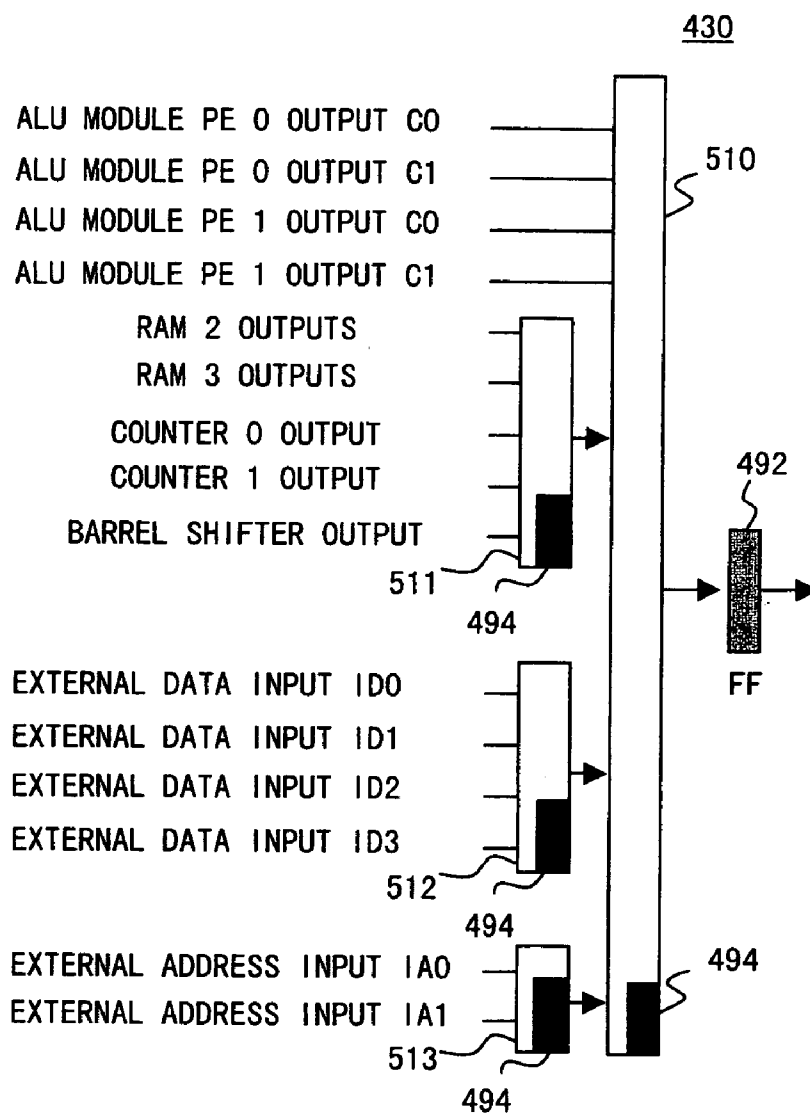 430
ALU MODULE PE 0 OUTPUT C0
ALU MODULE PE 0 OUTPUT C1
510
ALU MODULE PE 1 OUTPUT C0
ALU MODULE PE 1 OUTPUT C1
RAM 2 OUTPUTS
RAM 3 OUTPUTS
COUNTER 0 OUTPUT
492
COUNTER 1 OUTPUT
BARREL SHIFTER OUTPUT
511
494
EXTERNAL DATA INPUT ID0
FF
EXTERNAL DATA INPUT ID1
EXTERNAL DATA INPUT ID2
EXTERNAL DATA INPUT ID3
512
494
EXTERNAL ADDRESS INPUT IA0
494
EXTERNAL ADDRESS INPUT IA1
513
494